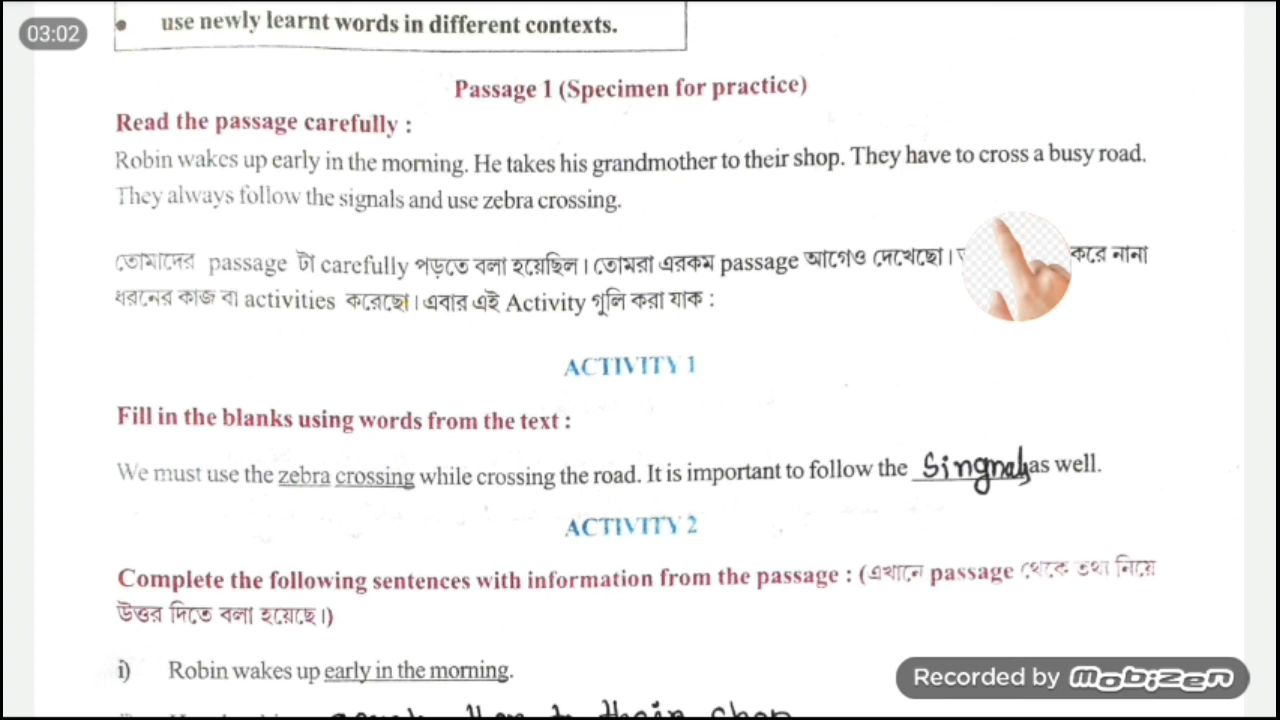 03:02
use newly learnt words in different contexts.
Passage 1 (Specimen for practice)
Read the passage carefully :
Robin wakes up early in the morning. He takes his grandmother to their shop. They have to cross a busy road.
They always follow the signals and use zebra crossing.
তোমাদের passage টা carefully পড়তে বলা হয়েছিল। তোমরা এরকম passage আগেও দেখেছো। করে নানা
ধরনের কাজ বা activities করেছো। এবার এই Activity গুলি করা যাক :
ACTIVITY 1
Fill in the blanks using words from the text :
We must use the zebra crossing while crossing the road. It is important to follow the Singnals as well.
ACTIVITY 2
Complete the following sentences with information from the passage : (এখানে passage থেকে তথ্য নিয়ে
উত্তর দিতে বলা হয়েছে।)
i) Robin wakes up early in the morning.
Recorded by mobizen